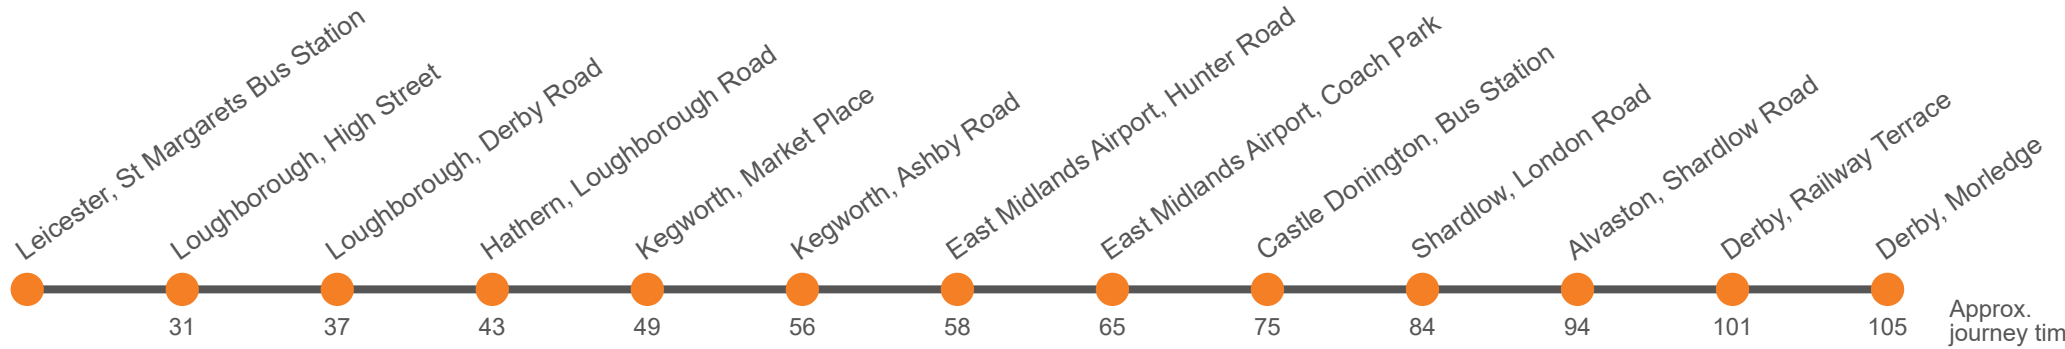 Leicester, St Margarets Bus Station
Loughborough, High Street
Loughborough, Derby Road
Hathern, Loughborough Road
Kegworth, Market Place
Kegworth, Ashby Road
East Midlands Airport, Hunter Road
East Midlands Airport, Coach Park
Castle Donington, Bus Station
Shardlow, London Road
Alvaston, Shardlow Road
Derby, Railway Terrace
Derby, Morledge
31 37 43 49 56 58 65 75 84 94 101 105
Approx.
journey tim